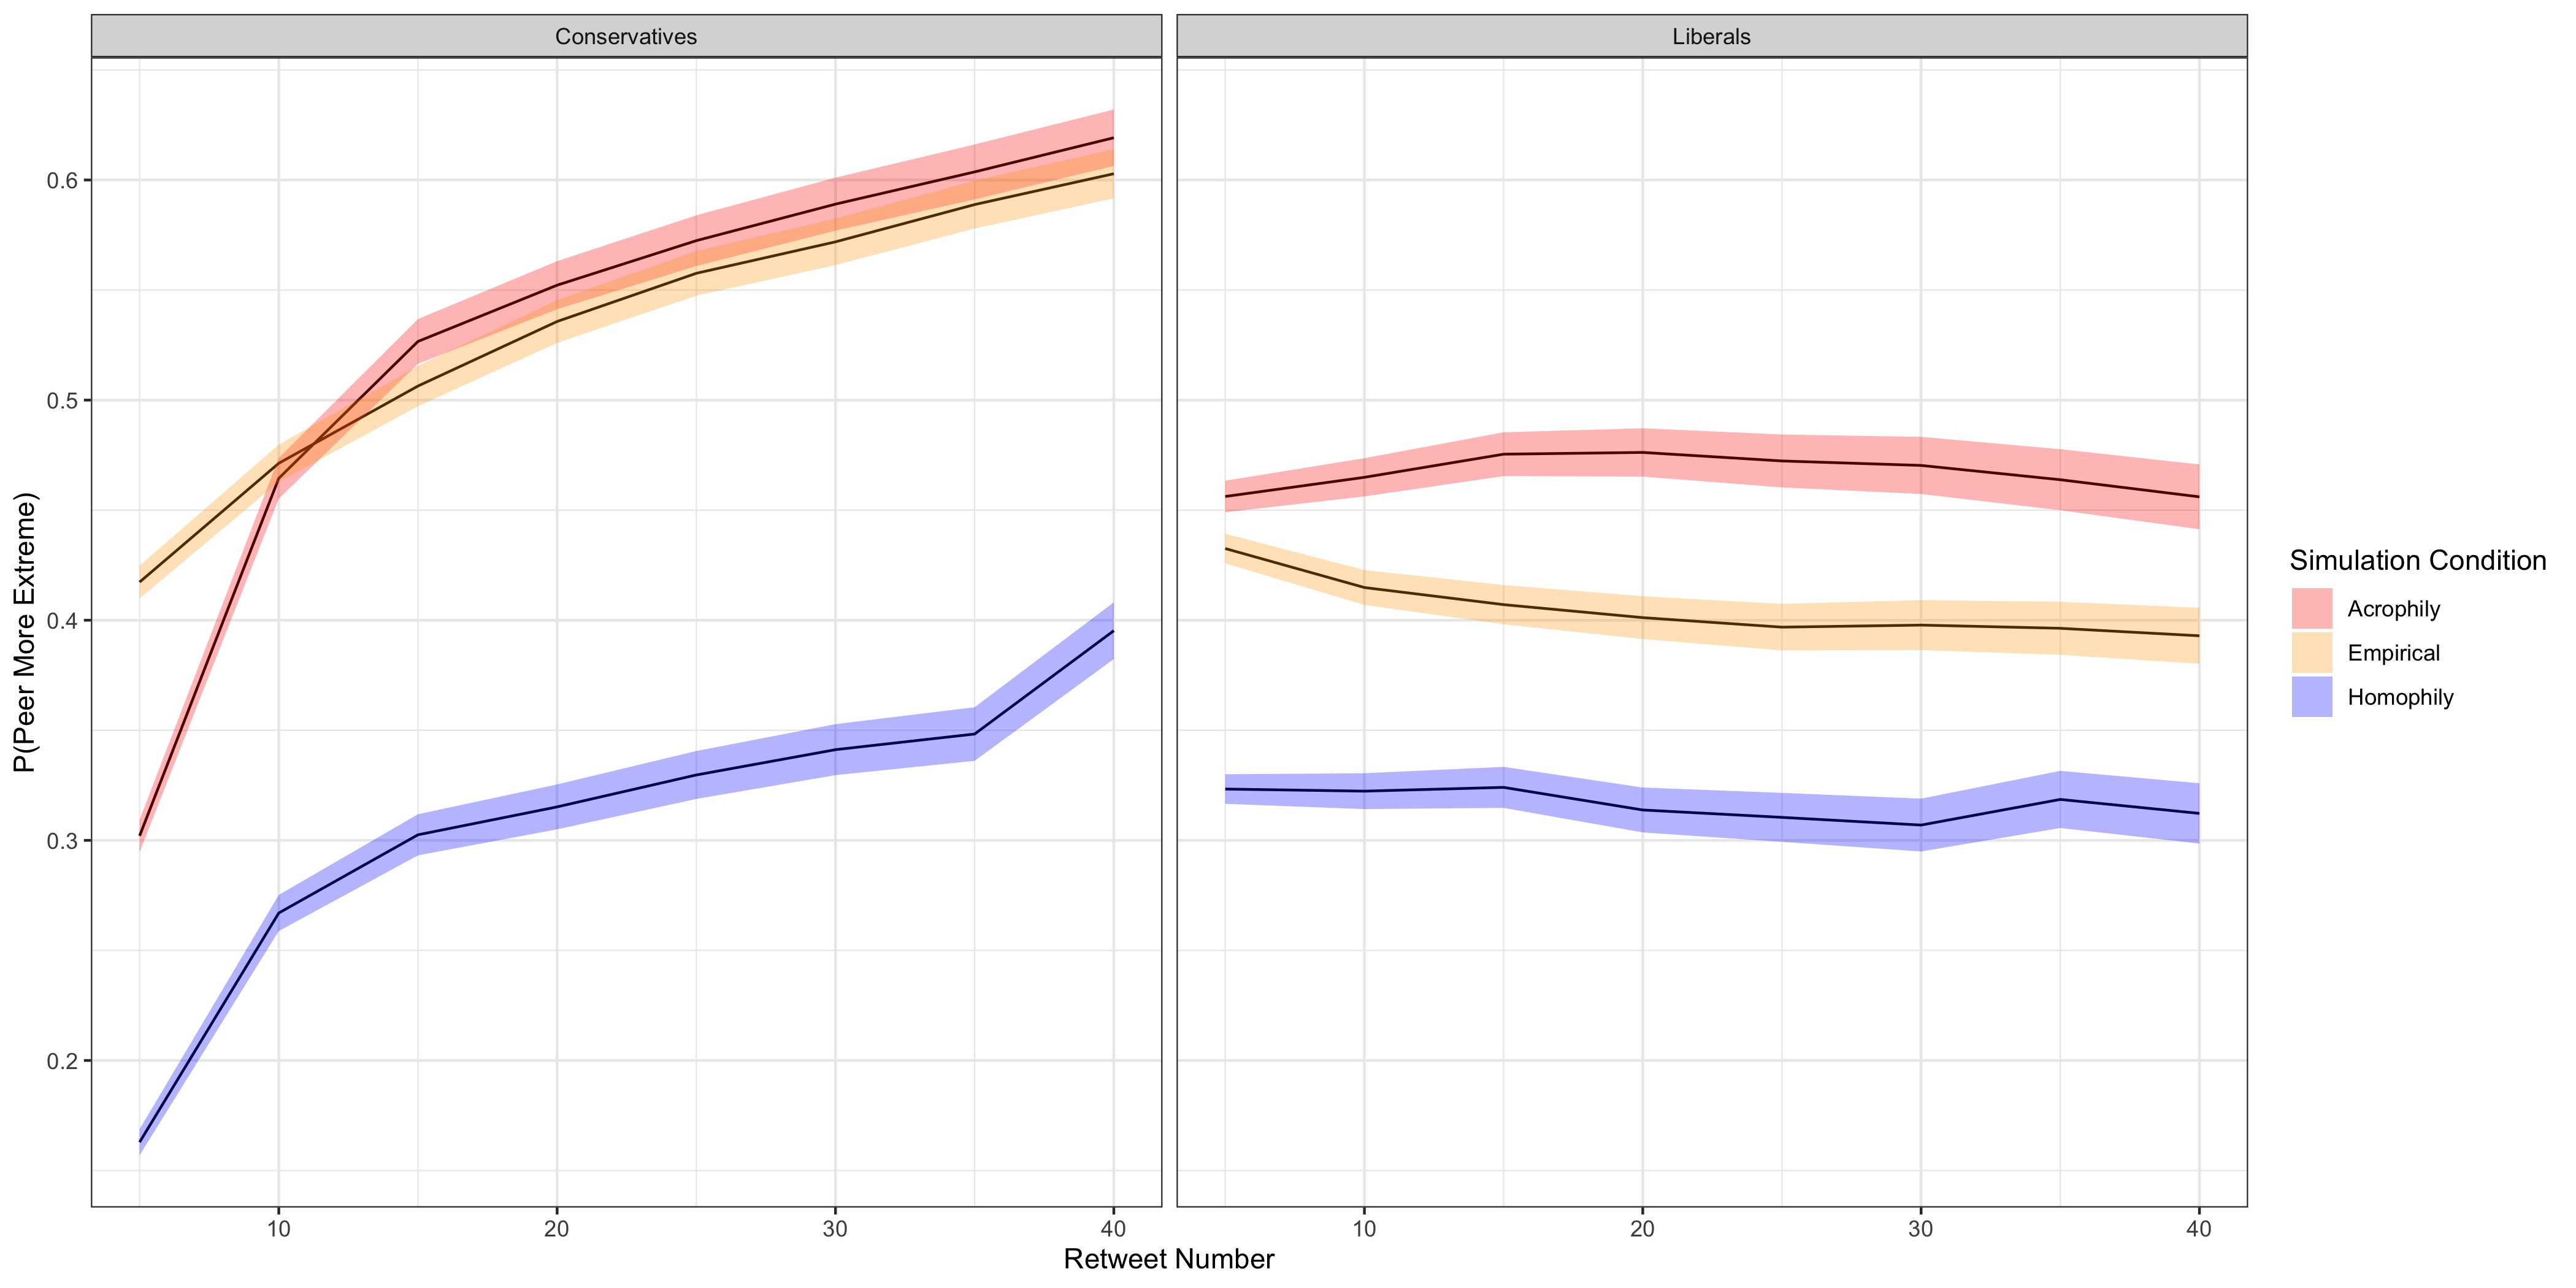 Conservatives
Liberals
P(Peer More Extreme)
0.6
0.5
0.4
0.3
0.2
10
20
30
40
10
20
30
40
Retweet Number
Simulation Condition
Acrophily
Empirical
Homophily